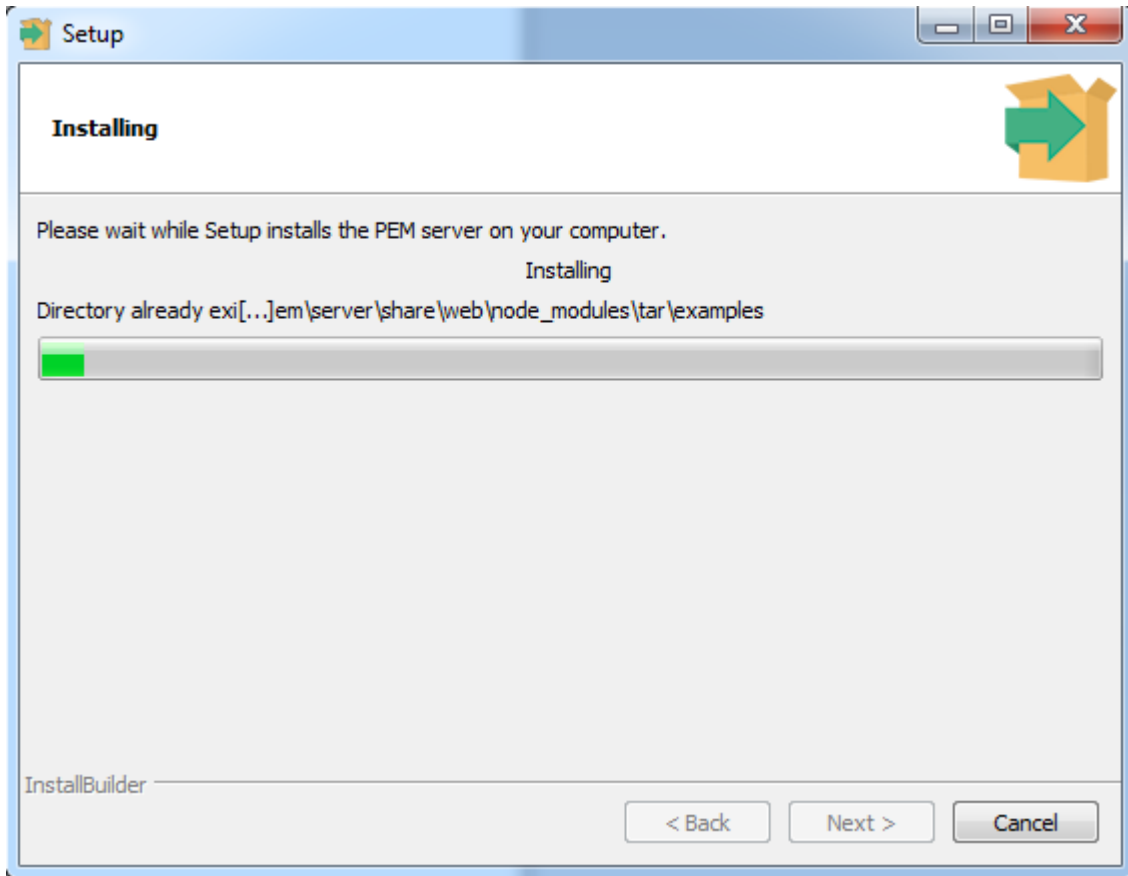 Setup
Installing
Please wait while Setup installs the PEM server on your computer.
Installing
Directory already exi[...]em\server\share\web\node_modules\tar\examples
InstallBuilder
< Back Next > Cancel